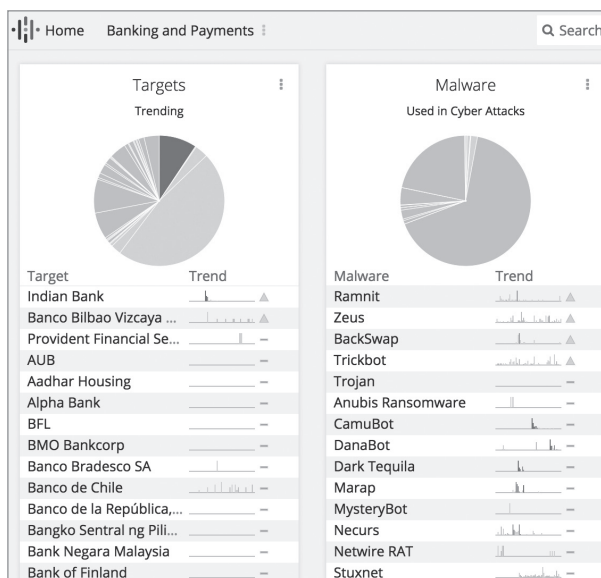 Home Banking and Payments Search
Targets
Trending
Target Trend
Indian Bank
Banco Bilbao Vizcaya ...
Provident Financial Se...
AUB
Aadhar Housing
Alpha Bank
BFL
BMO Bankcorp
Banco Bradesco SA
Banco de Chile
Banco de la República,...
Bangko Sentral ng Pili...
Bank Negara Malaysia
Bank of Finland
Malware
Used in Cyber Attacks
Malware Trend
Ramnit
Zeus
BackSwap
Trickbot
Trojan
Anubis Ransomware
CamuBot
DanaBot
Dark Tequila
Marap
MysteryBot
Necurs
Netwire RAT
Stuxnet